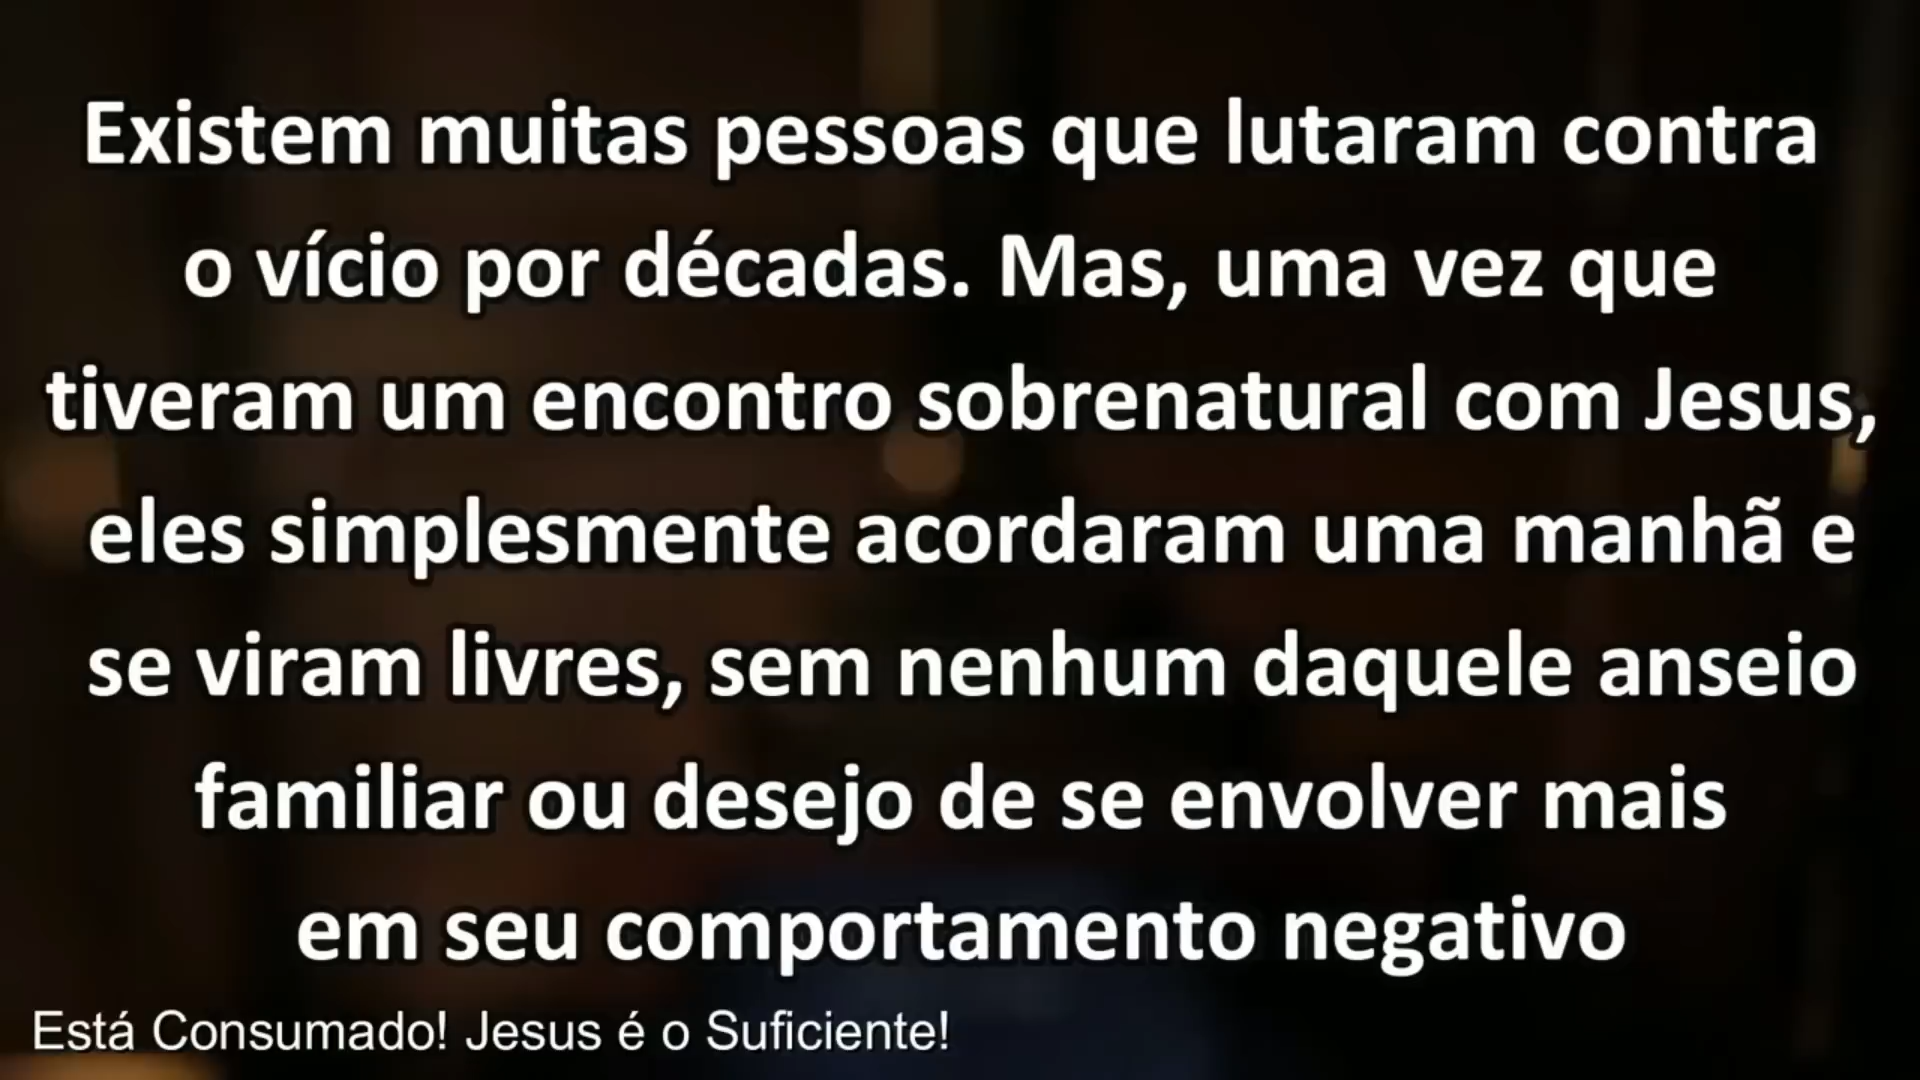 Existem muitas pessoas que lutaram contra
o vício por décadas. Mas, uma vez que
tiveram um encontro sobrenatural com Jesus,
eles simplesmente acordaram uma manhã e
se viram livres, sem nenhum daquele anseio
familiar ou desejo de se envolver mais
em seu comportamento negativo
Está Consumado! Jesus é o Suficiente!